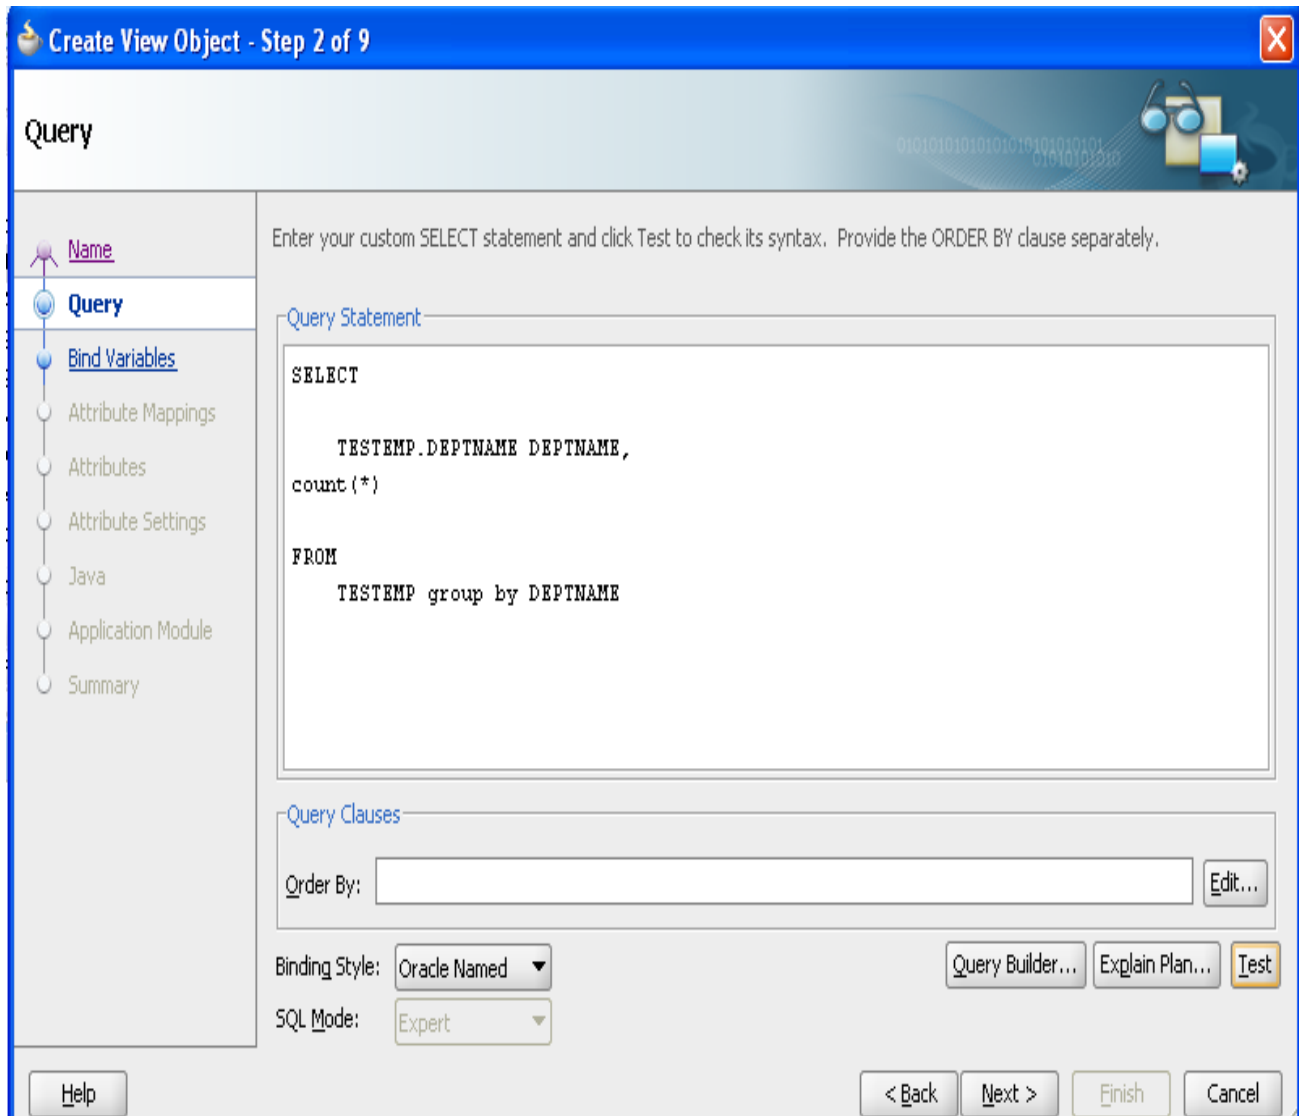 Create View Object - Step 2 of 9
Query
010101010101010101010101010101
01010101010
Name
Query
Bind Variables
Attribute Mappings
Attributes
Attribute Settings
Java
Application Module
Summary
Enter your custom SELECT statement and click Test to check its syntax. Provide the ORDER BY clause separately.
Query Statement
SELECT
TESTEMP.DEPTNAME DEPTNAME,
count(*)
FROM
TESTEMP group by DEPTNAME
Query Clauses
Order By:
Edit...
Binding Style: Oracle Named
Query Builder... Explain Plan... Test
SQL Mode: Expert
Help
< Back Next > Finish Cancel